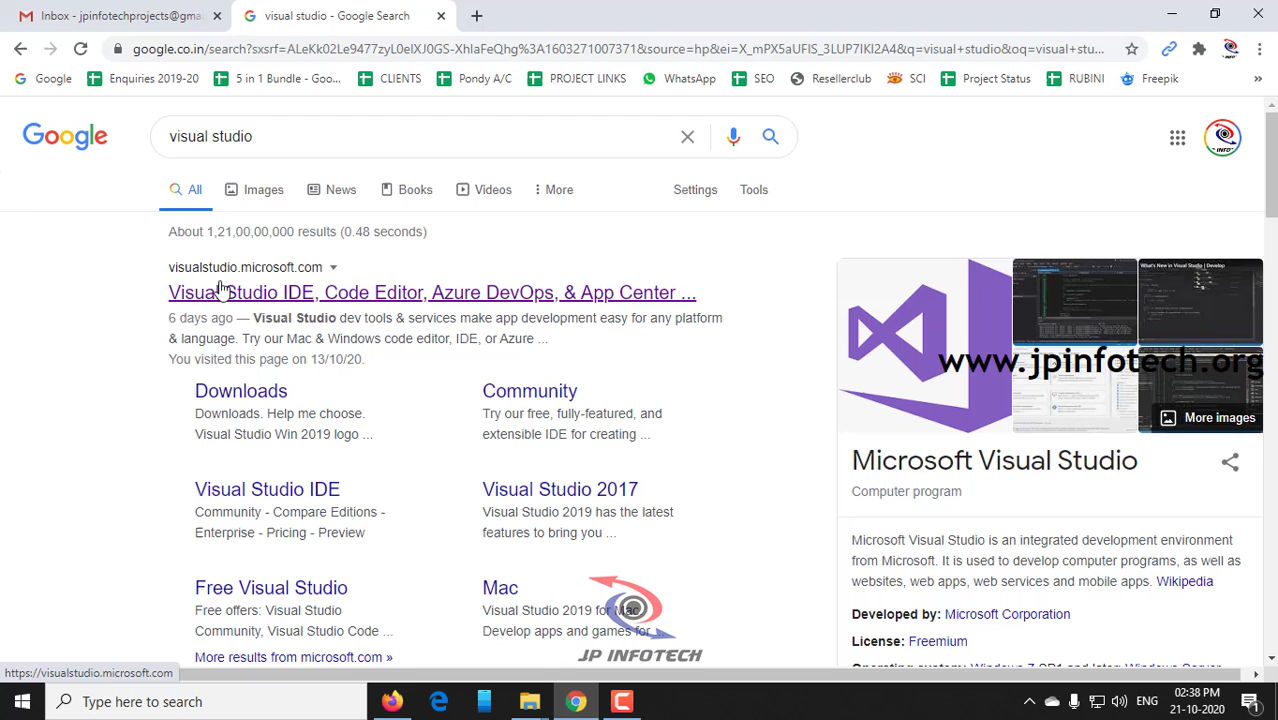 Inbox - jpinfotechprojects@gma
visual studio - Google Search
google.co.in/search?sxsrf=ALeKk02Le9477zyL0elXJ0GS-XhIaFeQhg%3A1603271007371&source=hp&ei=X_mPX5aUFIS_3LUP7IKI2A4&q=visual+studio&oq=visual+stu...
Google
Enquiries 2019-20
5 in 1 Bundle - Goo...
CLIENTS
Pondy A/C
PROJECT LINKS
WhatsApp
SEO
Resellerclub
SCI
Project Status
RUBINI
Freepik
»
Google
visual studio
INFO
All
Images
News
Books
Videos
More
Settings
Tools
About 1,21,00,00,000 results (0.48 seconds)
visualstudio.microsoft.com
Visual Studio IDE, Code Editor, Azure DevOps, & App Center ...
6 days ago — Visual Studio dev tools & services make app development easy for any platform
& language. Try our Mac & Windows code editor, IDE, or Azure ...
You visited this page on 13/10/20.
Downloads
Downloads. Help me choose.
Visual Studio Win 2019 logo ...
Community
Try our free, fully-featured, and
extensible IDE for creating ...
Visual Studio IDE
Community - Compare Editions -
Enterprise - Pricing - Preview
Visual Studio 2017
Visual Studio 2019 has the latest
features to bring you ...
Free Visual Studio
Free offers: Visual Studio
Community, Visual Studio Code ...
Mac
Visual Studio 2019 for Mac.
Develop apps and games for ...
More results from microsoft.com »
JP INFOTECH
What's New in Visual Studio | Develop
www.jpinfotech.org
More images
Microsoft Visual Studio
Computer program
Microsoft Visual Studio is an integrated development environment
from Microsoft. It is used to develop computer programs, as well as
websites, web apps, web services and mobile apps. Wikipedia
Developed by: Microsoft Corporation
License: Freemium
Operating system: Windows 7 SP1 and later; Windows Server
https://visualstudio.microsoft.com
Type here to search
ENG
02:38 PM
21-10-2020
1